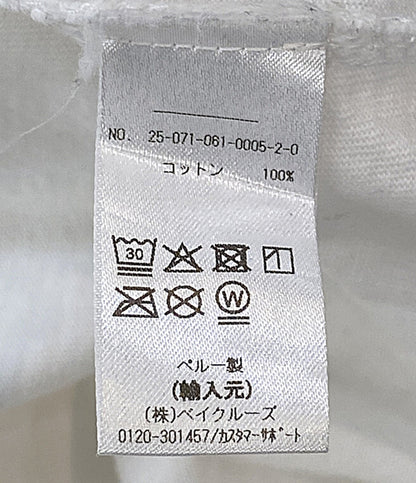 NO. 25-071-061-0005-2-0
コットン 100%
30
W
ペルー製
(輸入元)
(株)ベイクルーズ
0120-301457/ｶｽﾀﾏｰｻﾎﾟｰﾄ